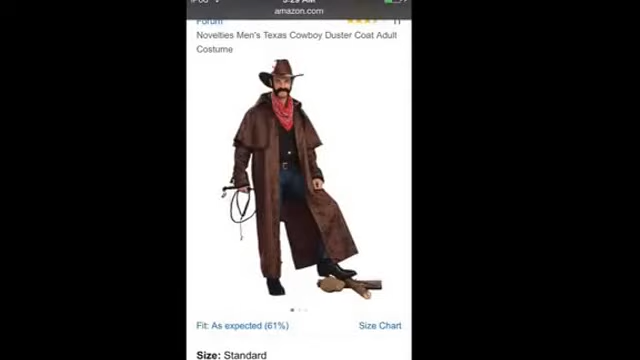 amazon.com
Forum
11
Novelties Men's Texas Cowboy Duster Coat Adult
Costume
Fit: As expected (61%)
Size Chart
Size: Standard